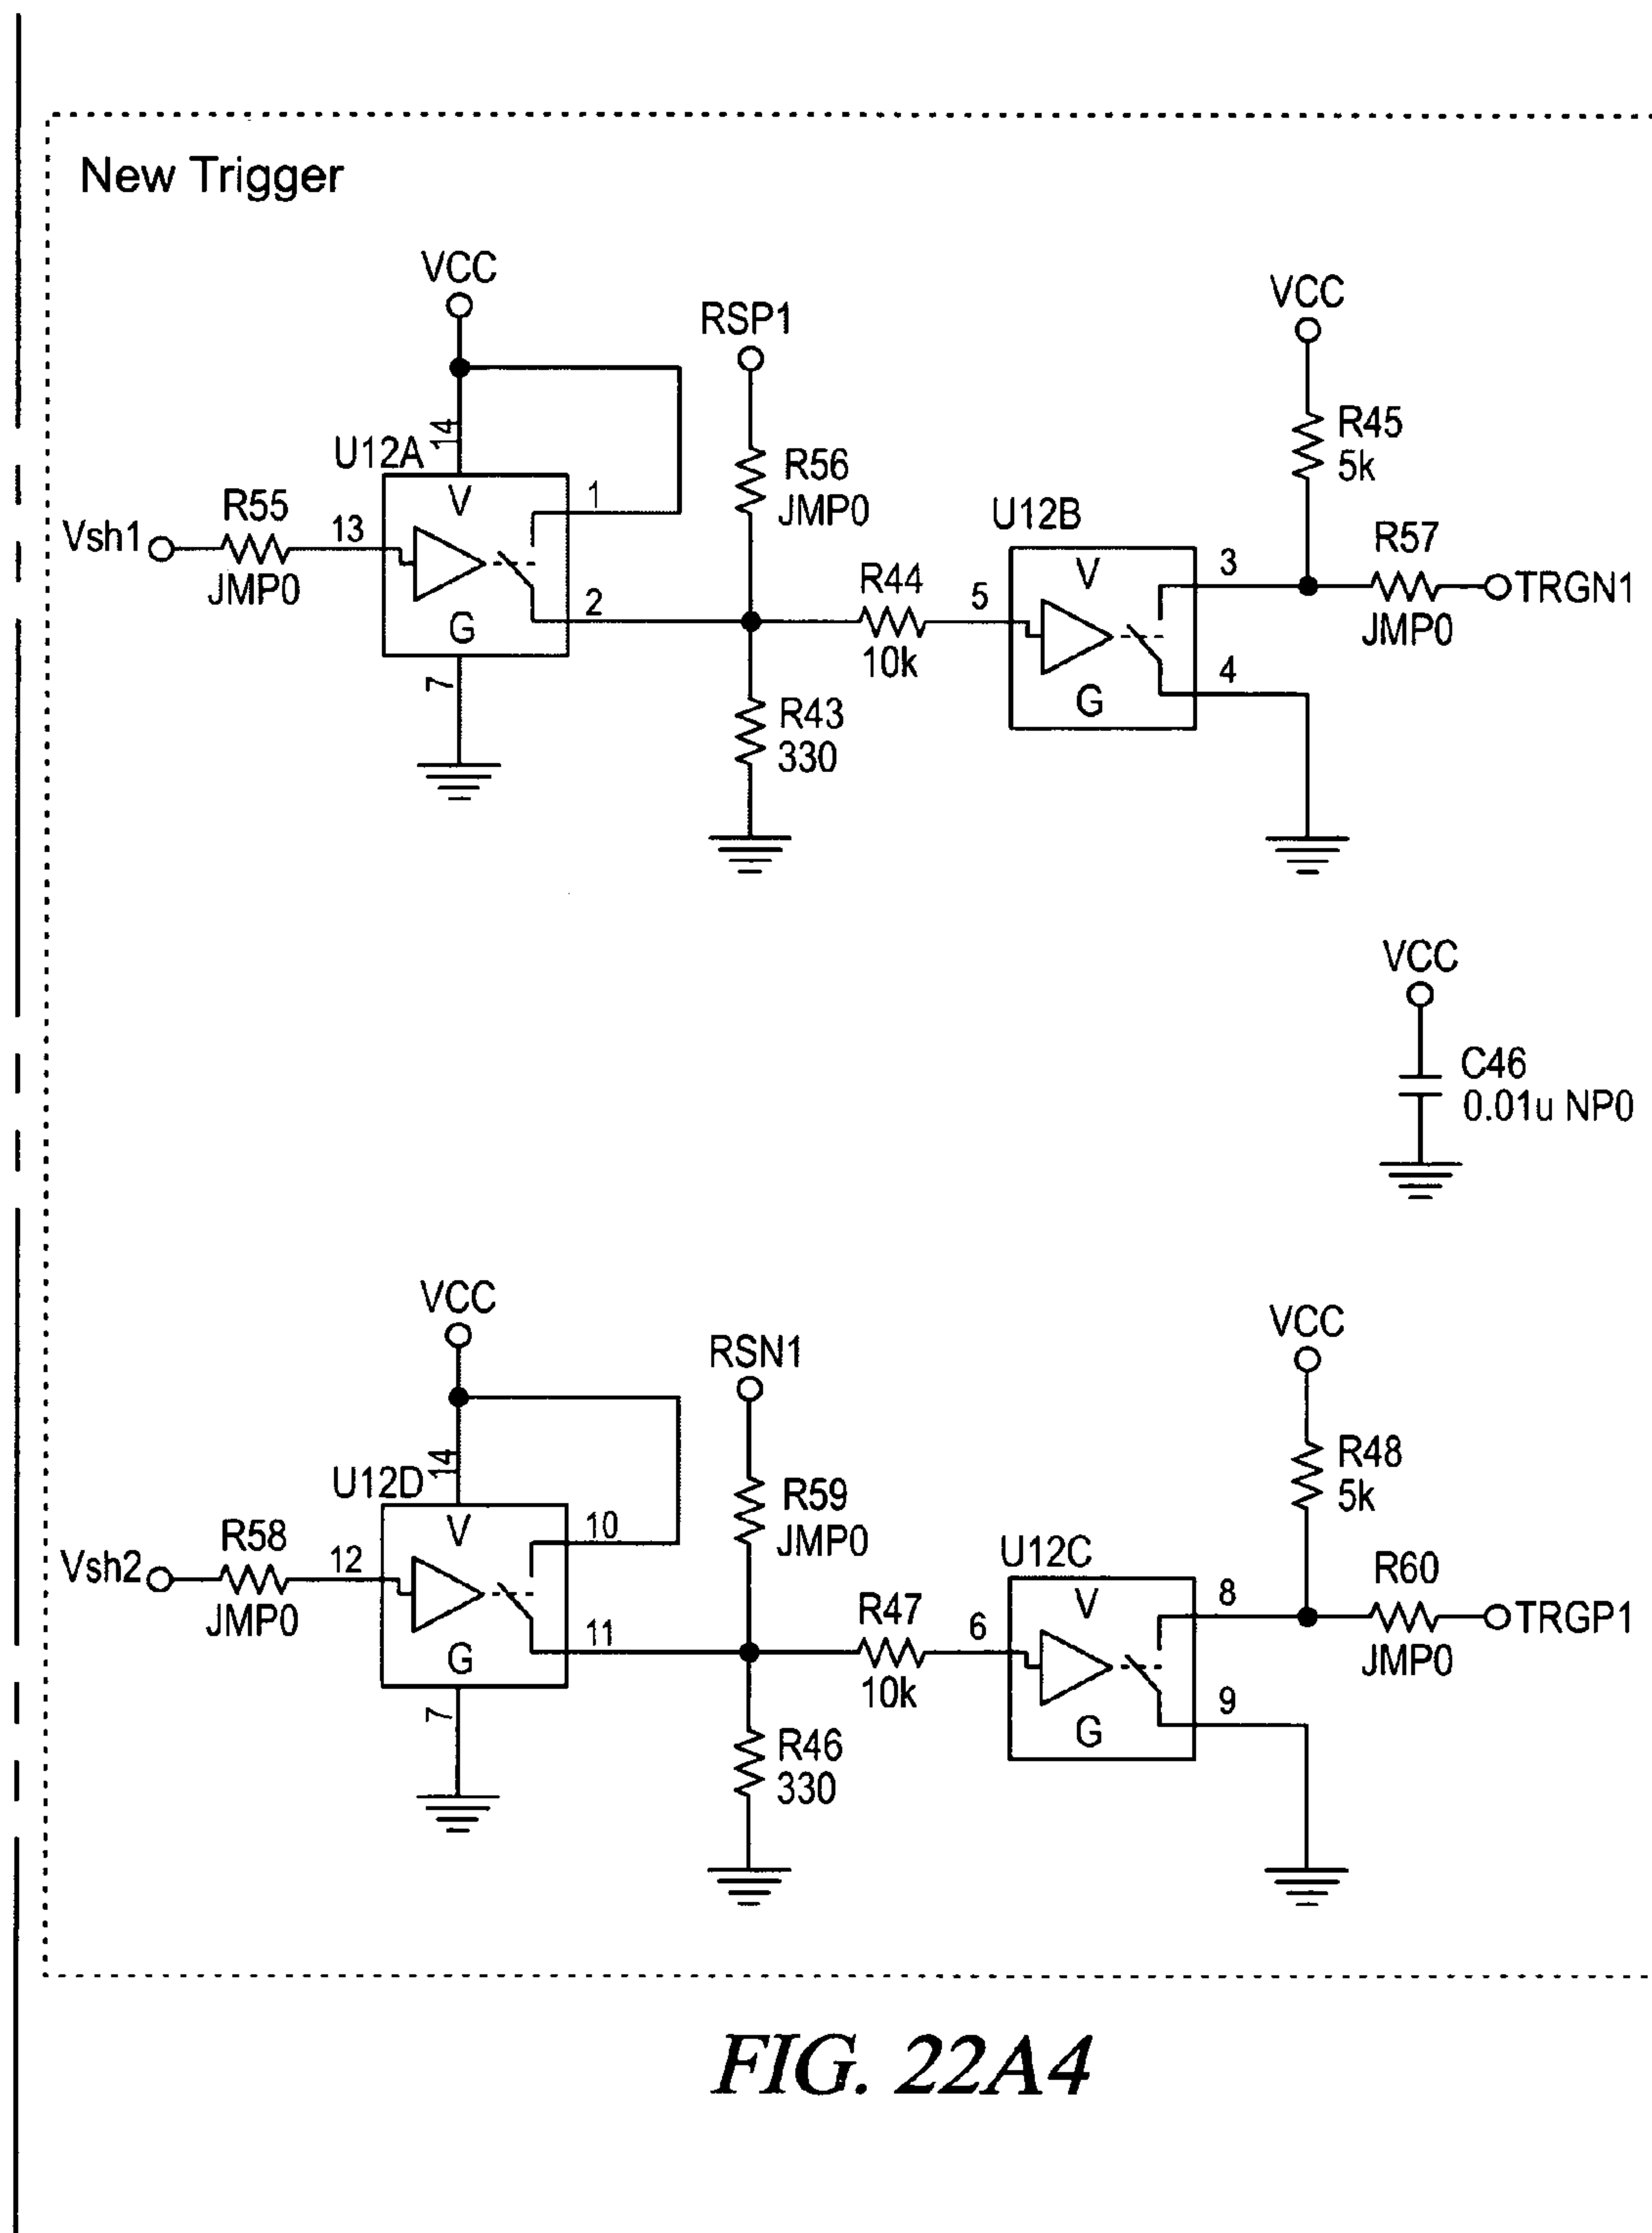 New Trigger
VCC
RSP1
VCC
14
U12A
V
1
R56
JMP0
R45
5k
Vsh1
R55
JMP0
13
G
2
7
R44
10k
5
U12B
V
3
R57
JMP0
TRGN1
G
4
R43
330
VCC
C46
0.01u NP0
VCC
RSN1
VCC
14
U12D
V
10
R59
JMP0
R48
5k
Vsh2
R58
JMP0
12
G
11
7
R47
10k
6
U12C
V
8
R60
JMP0
TRGP1
G
9
R46
330
FIG. 22A4